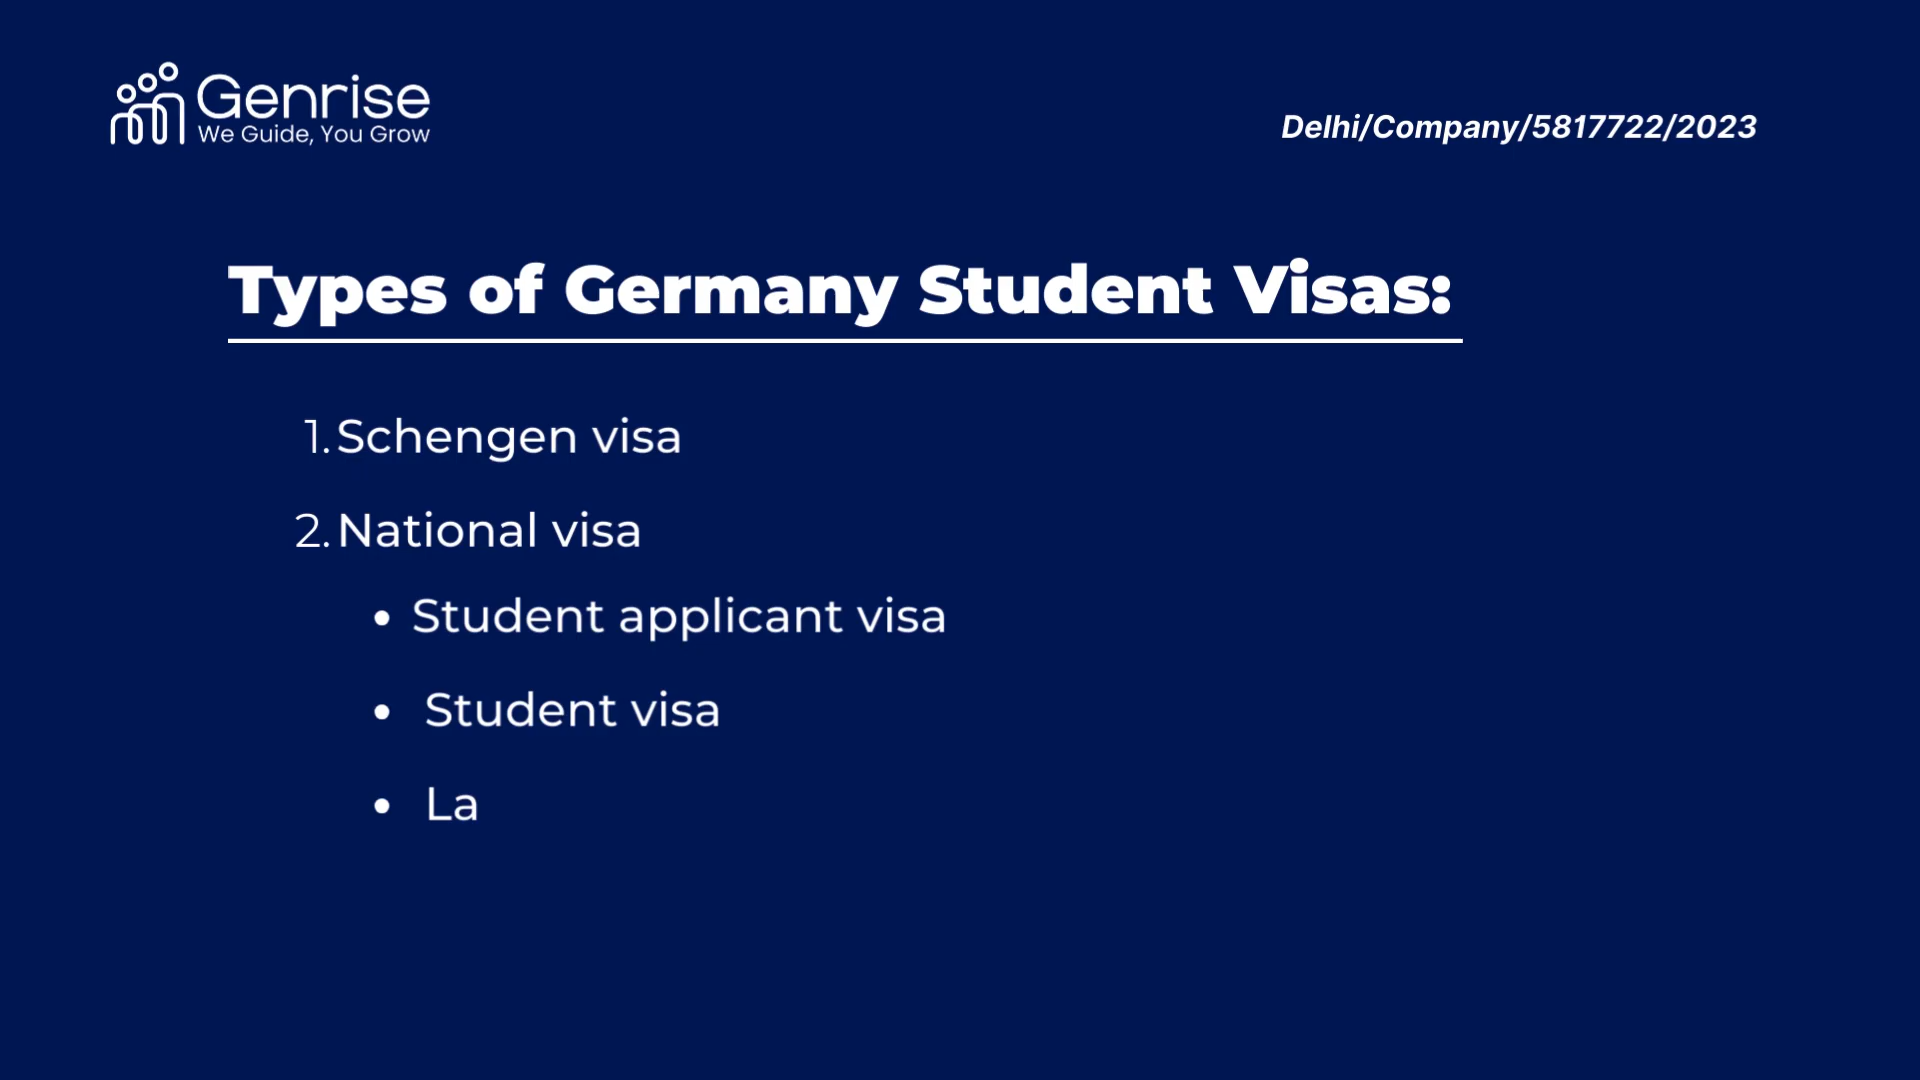 Genrise
We Guide, You Grow
Delhi/Company/5817722/2023
Types of Germany Student Visas:
1. Schengen visa
2. National visa
• Student applicant visa
• Student visa
• La